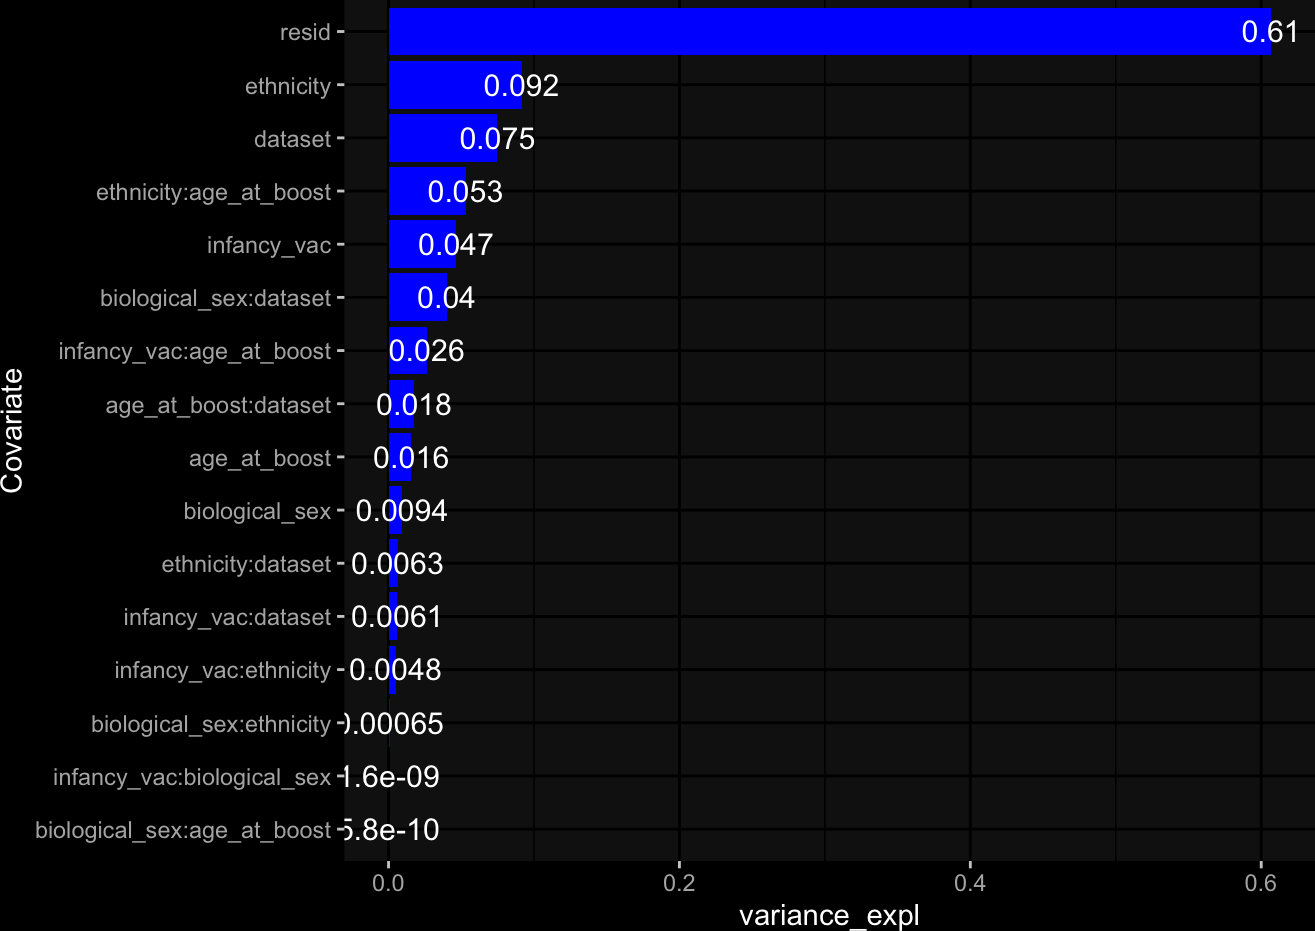 resid 0.61
ethnicity 0.092
dataset 0.075
ethnicity:age_at_boost 0.053
infancy_vac 0.047
biological_sex:dataset 0.04
infancy_vac:age_at_boost 0.026
age_at_boost:dataset 0.018
age_at_boost 0.016
biological_sex 0.0094
ethnicity:dataset 0.0063
infancy_vac:dataset 0.0061
infancy_vac:ethnicity 0.0048
biological_sex:ethnicity 0.00065
infancy_vac:biological_sex 1.6e-09
biological_sex:age_at_boost 5.8e-10
Covariate
0.0 0.2 0.4 0.6
variance_expl